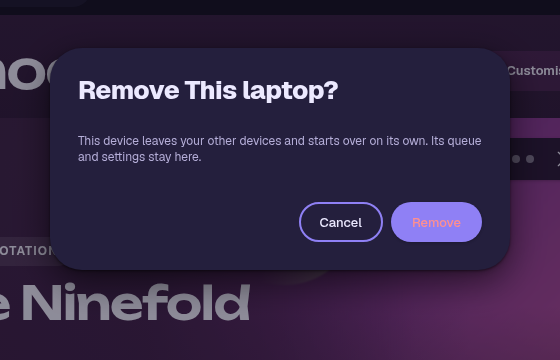 Customis
Remove This laptop?
This device leaves your other devices and starts over on its own. Its queue
and settings stay here.
Cancel
Remove
OTATION
e Ninefold